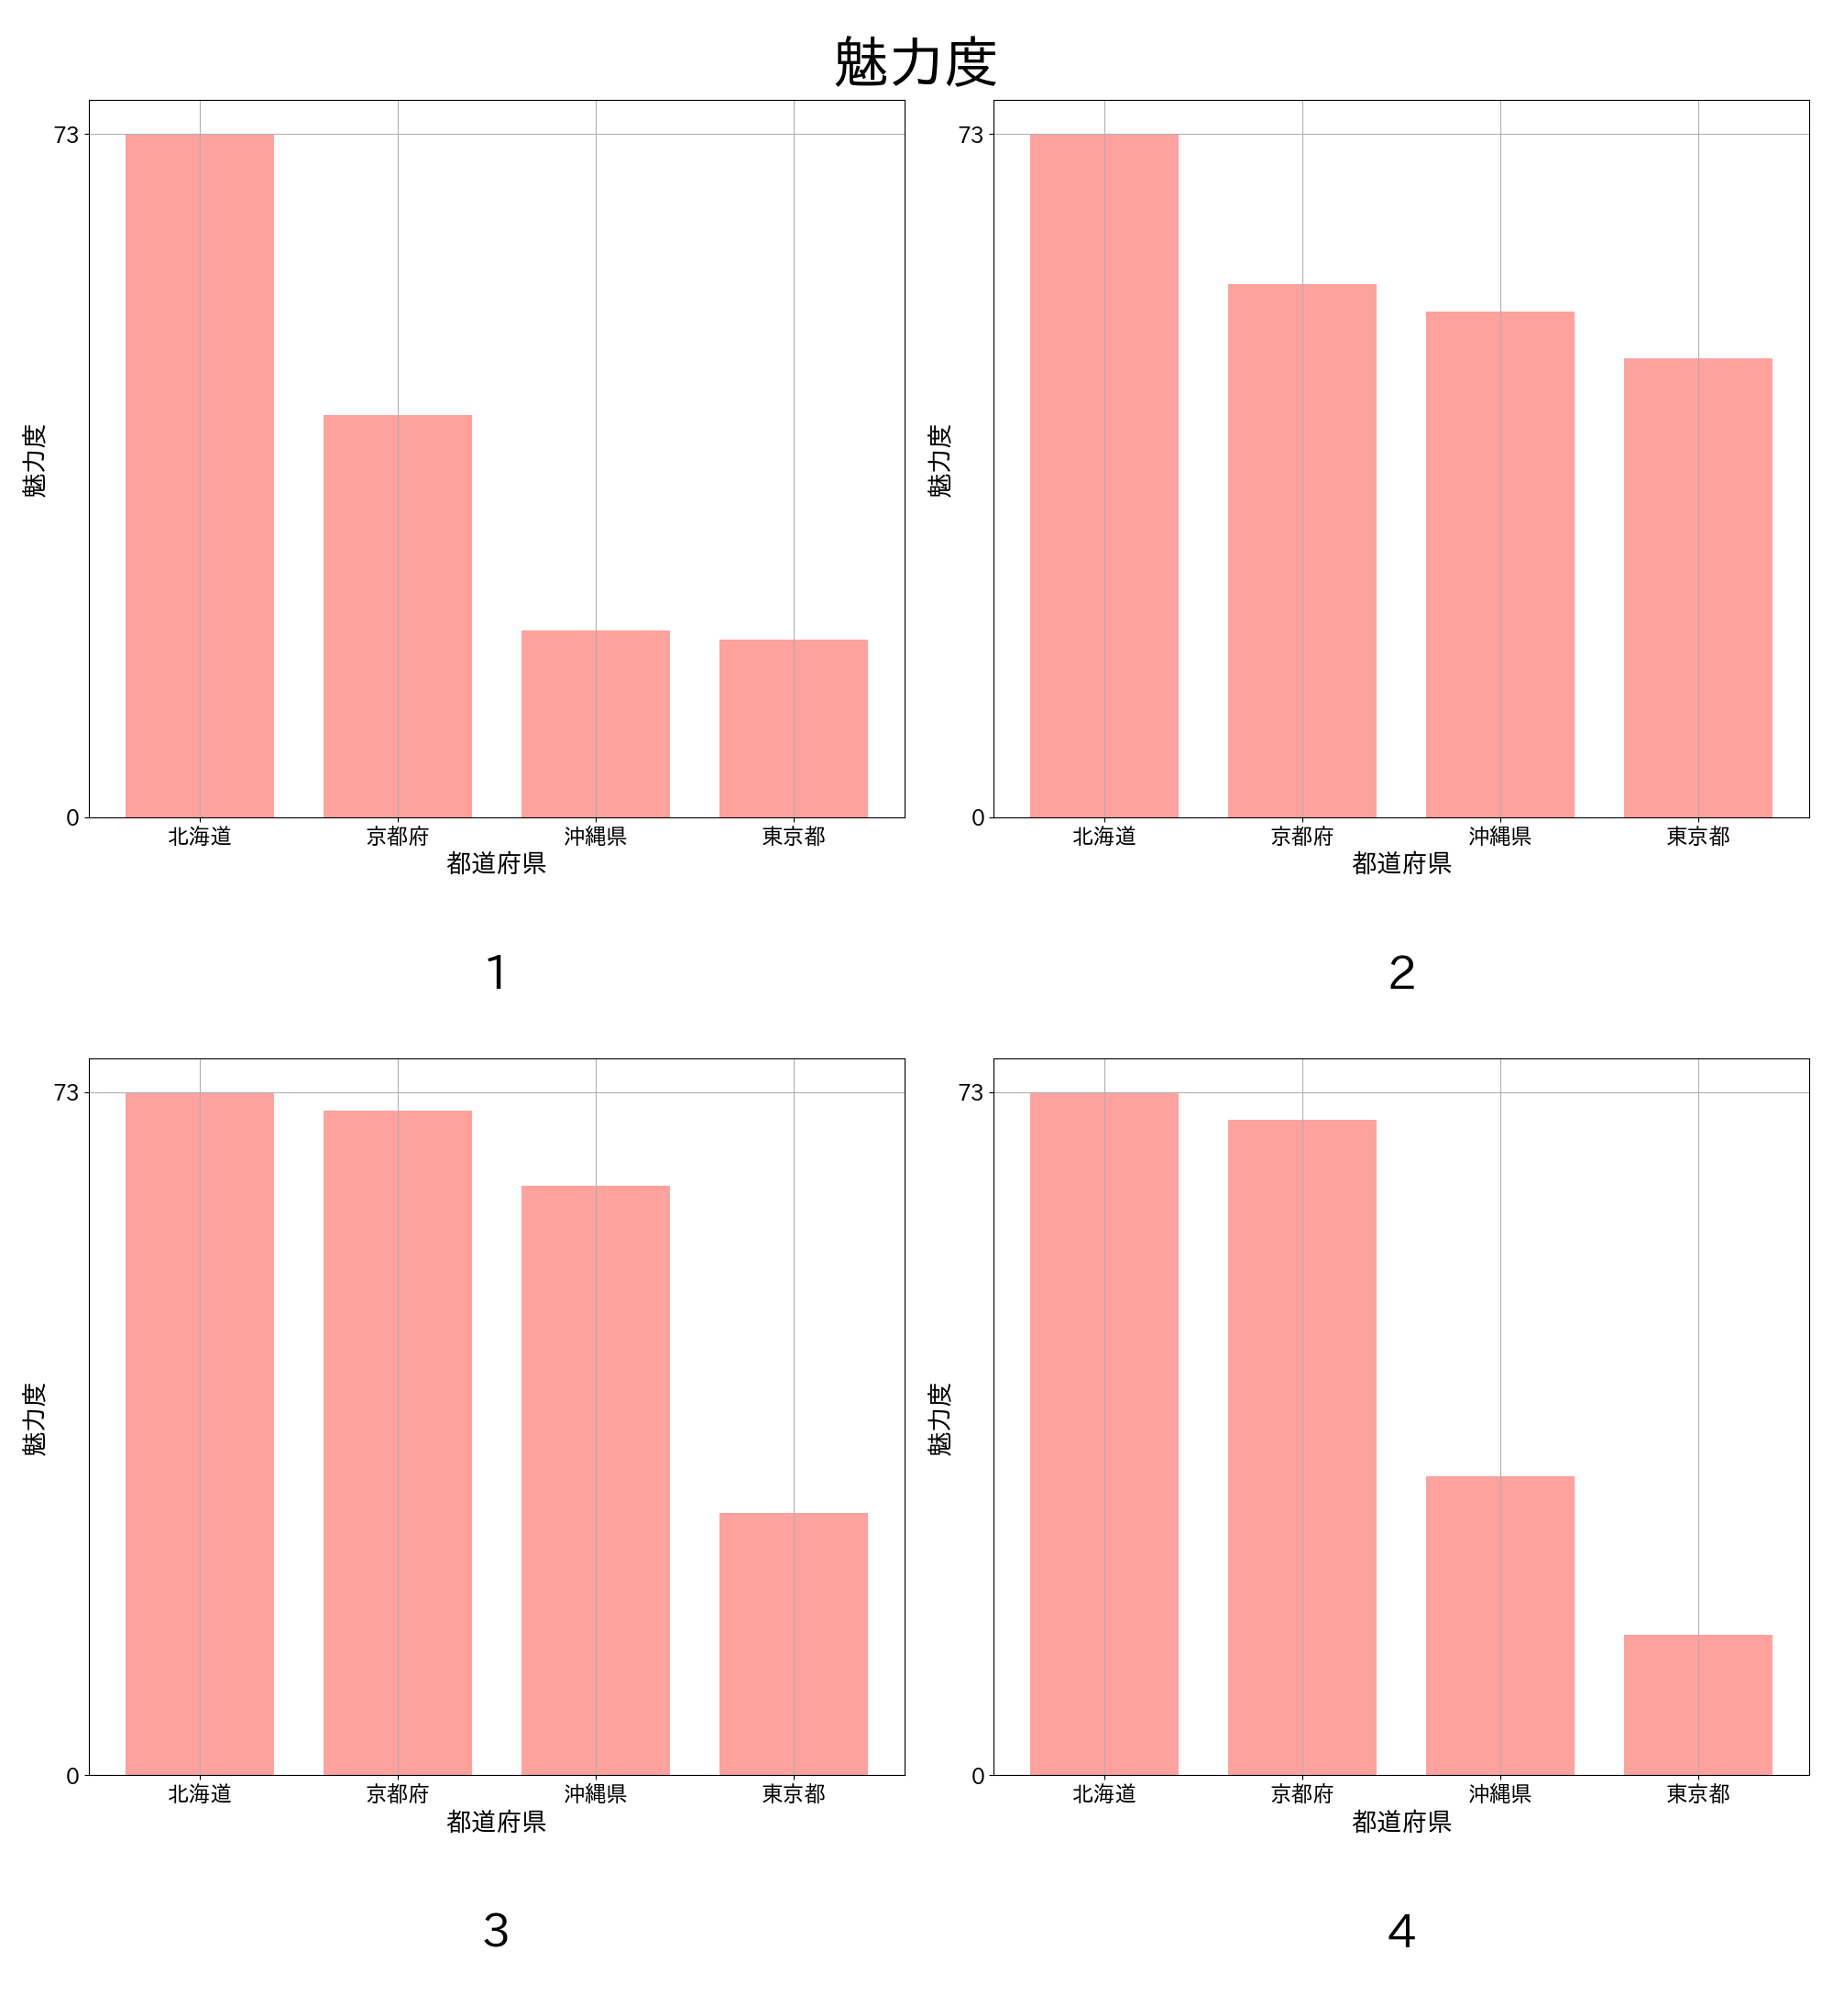 魅力度
73
魅力度
0
北海道 京都府 沖縄県 東京都
都道府県
1
73
魅力度
0
北海道 京都府 沖縄県 東京都
都道府県
2
73
魅力度
0
北海道 京都府 沖縄県 東京都
都道府県
3
73
魅力度
0
北海道 京都府 沖縄県 東京都
都道府県
4